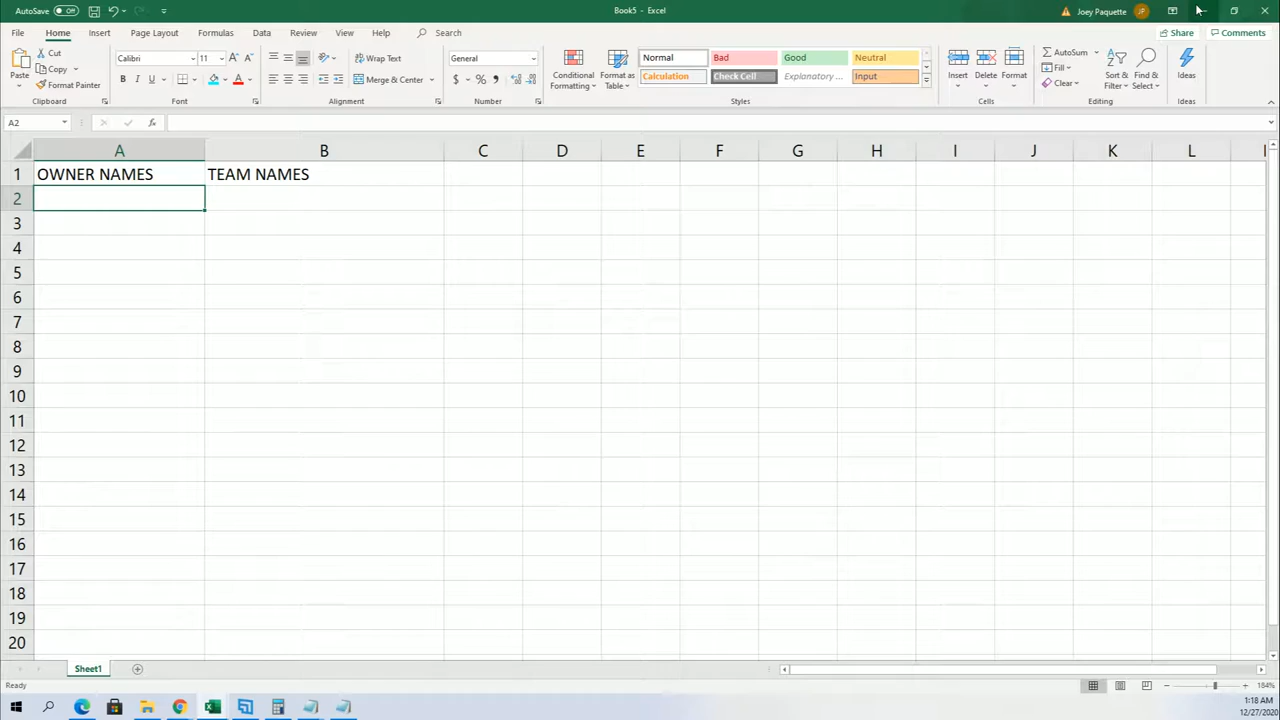 AutoSave Off Book5 - Excel Joey Paquette JP
File Home Insert Page Layout Formulas Data Review View Help Search Share Comments
Paste Cut Copy Format Painter Clipboard
Calibri 11 B I U A Font
Wrap Text Merge & Center Alignment
General $ % Number
Conditional Formatting Format as Table
Normal Bad Good Neutral
Calculation Check Cell Explanatory ... Input
Styles
Insert Delete Format Cells
AutoSum Fill Clear Sort & Filter Find & Select Editing
Ideas Ideas
A2 fx
A B C D E F G H I J K L
1 OWNER NAMES TEAM NAMES
2
3
4
5
6
7
8
9
10
11
12
13
14
15
16
17
18
19
20
Sheet1
Ready 184%
1:18 AM
12/27/2020